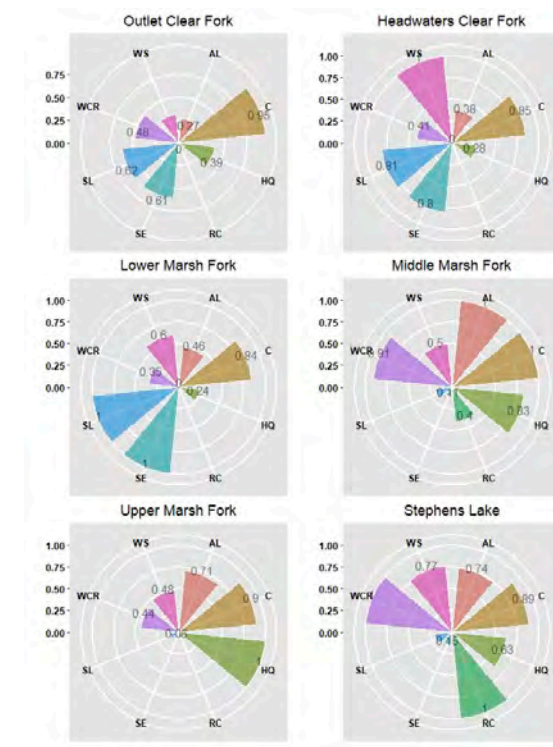 Outlet Clear Fork
WS
AL
0.75
0.50
0.25
0.00
WCR
C
0.95
0.27
0.48
0
0.39
0.62
0.61
SL
HQ
SE
RC
Headwaters Clear Fork
1.00
0.75
0.50
0.25
0.00
WS
AL
1
0.38
0.85
C
WCR
0.41
0
0.28
0.81
0.8
SL
HQ
SE
RC
Lower Marsh Fork
1.00
0.75
0.50
0.25
0.00
WS
AL
0.6
0.46
0.84
C
WCR
0.35
0
0.24
1
1
SL
HQ
SE
RC
Middle Marsh Fork
1.00
0.75
0.50
0.25
0.00
WS
AL
1
0.5
1
C
WCR
0.91
0.4
0.83
SL
HQ
SE
RC
Upper Marsh Fork
1.00
0.75
0.50
0.25
0.00
WS
AL
0.71
0.48
0.9
C
WCR
0.44
0.06
1
SL
HQ
SE
RC
Stephens Lake
1.00
0.75
0.50
0.25
0.00
WS
AL
0.77
0.74
0.89
C
WCR
0.63
1
SL
HQ
SE
RC